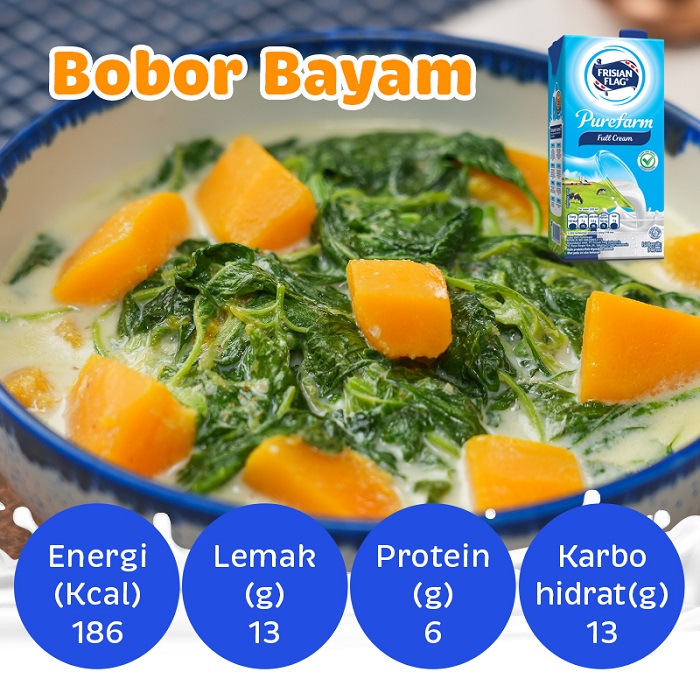 Bobor Bayam
FRISIAN
FLAG
Purefarm
Full Cream
Energi
(Kcal)
186
Lemak
(g)
13
Protein
(g)
6
Karbo
hidrat(g)
13